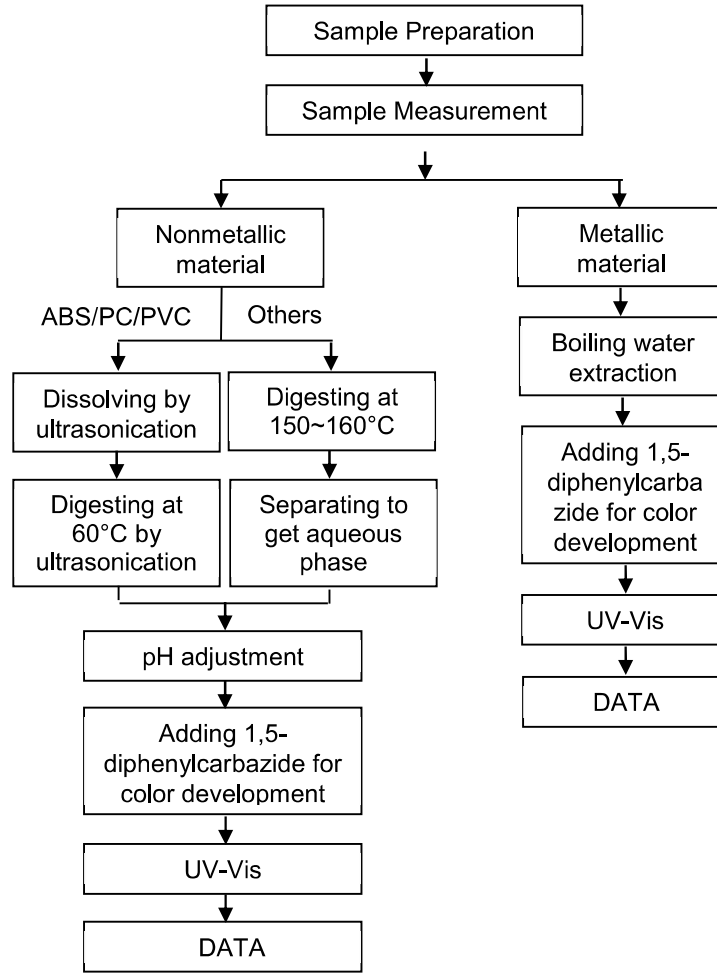 Sample Preparation
Sample Measurement
Nonmetallic
material
ABS/PC/PVC
Others
Dissolving by
ultrasonication
Digesting at
60°C by
ultrasonication
Digesting at
150~160°C
Separating to
get aqueous
phase
pH adjustment
Adding 1,5-
diphenylcarbazide for
color development
UV-Vis
DATA
Metallic
material
Boiling water
extraction
Adding 1,5-
diphenylcarba
zide for color
development
UV-Vis
DATA